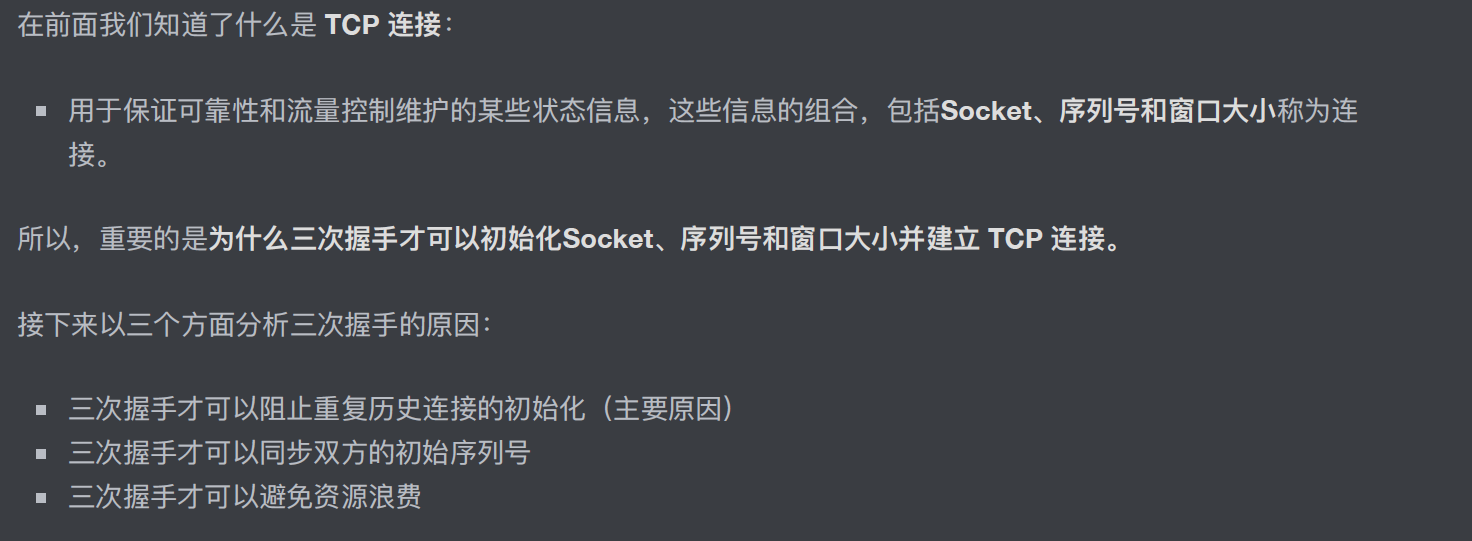 在前面我们知道了什么是 TCP 连接：
用于保证可靠性和流量控制维护的某些状态信息，这些信息的组合，包括Socket、序列号和窗口大小称为连
接。
所以，重要的是为什么三次握手才可以初始化Socket、序列号和窗口大小并建立 TCP 连接。
接下来以三个方面分析三次握手的原因：
三次握手才可以阻止重复历史连接的初始化（主要原因）
三次握手才可以同步双方的初始序列号
三次握手才可以避免资源浪费